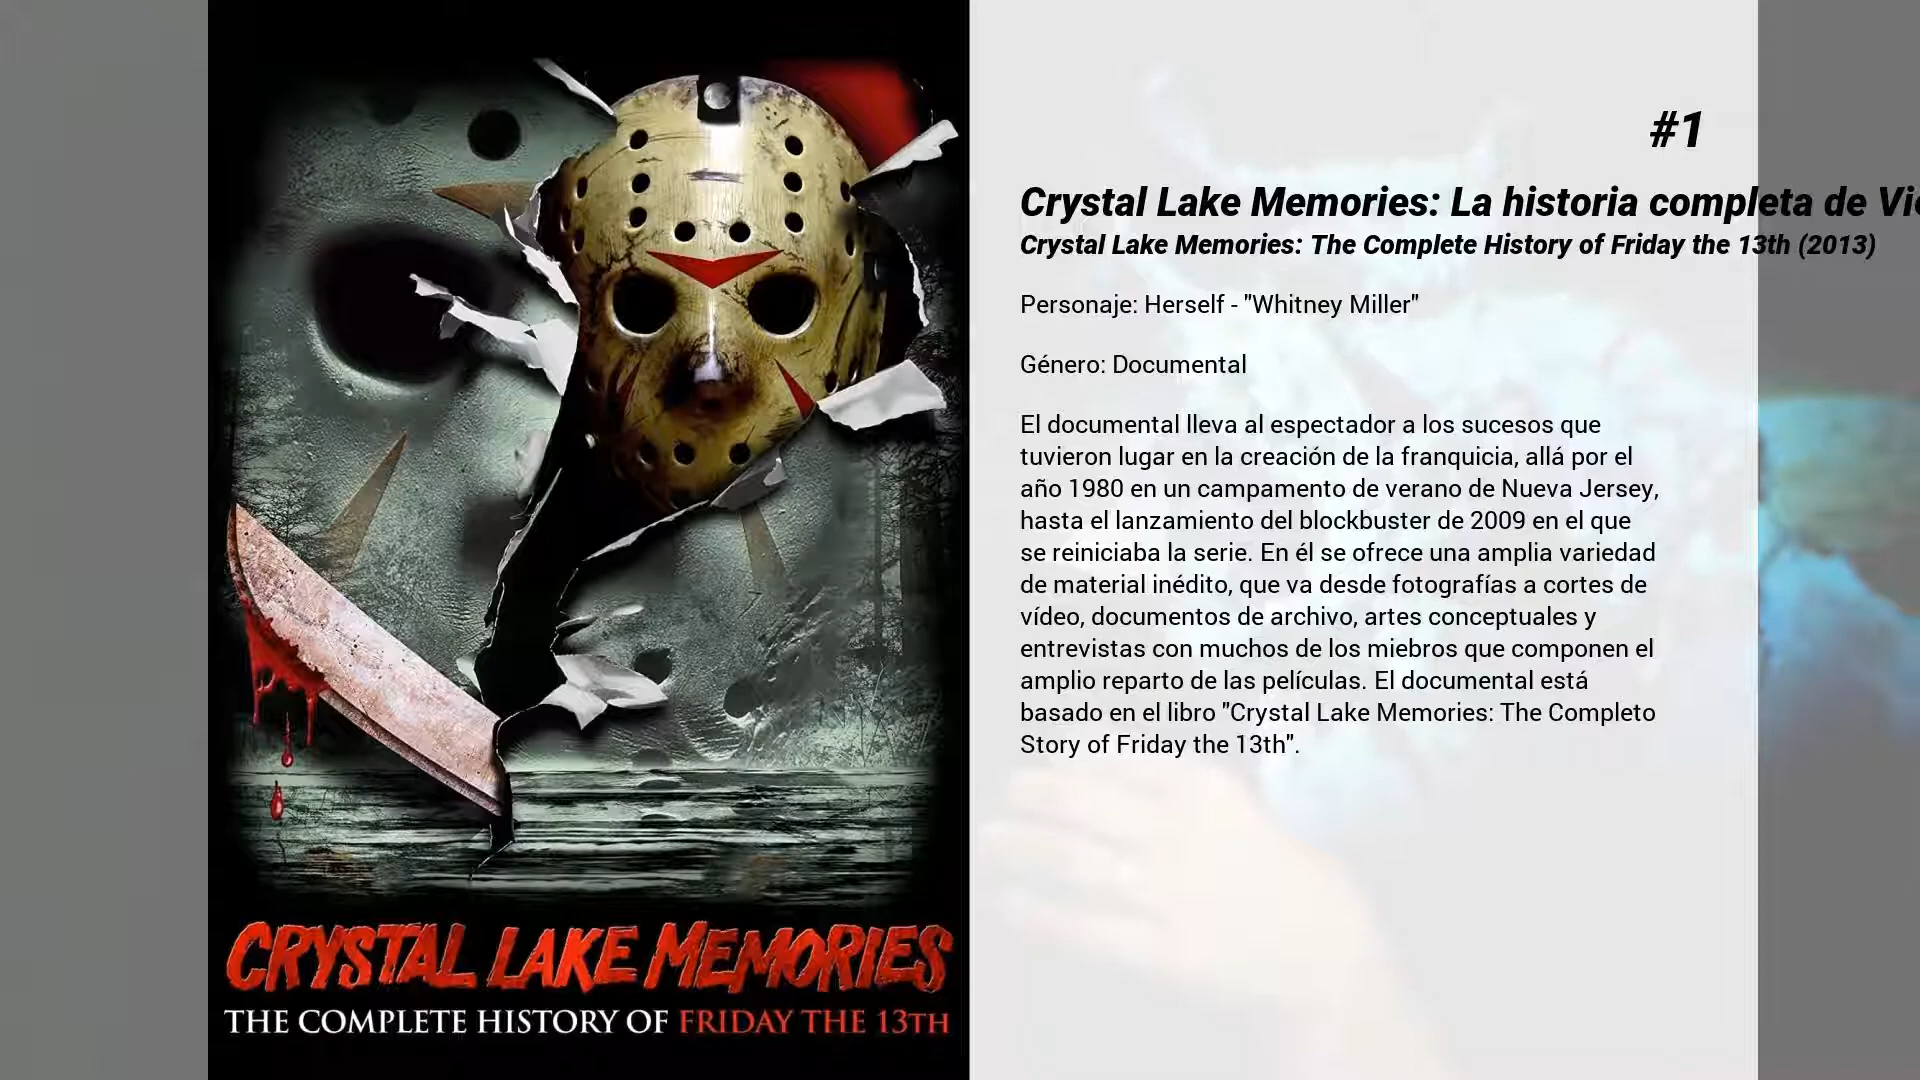 #1
Crystal Lake Memories: La historia completa de
Crystal Lake Memories: The Complete History of Friday the 13th (2013)
Personaje: Herself - "Whitney Miller"
Género: Documental
El documental lleva al espectador a los sucesos que
tuvieron lugar en la creación de la franquicia, allá por el
año 1980 en un campamento de verano de Nueva Jersey,
hasta el lanzamiento del blockbuster de 2009 en el que
se reiniciaba la serie. En él se ofrece una amplia variedad
de material inédito, que va desde fotografías a cortes de
vídeo, documentos de archivo, artes conceptuales y
entrevistas con muchos de los miebros que componen el
amplio reparto de las películas. El documental está
basado en el libro "Crystal Lake Memories: The Completo
Story of Friday the 13th".
CRYSTAL LAKE MEMORIES
THE COMPLETE HISTORY OF FRIDAY THE 13TH